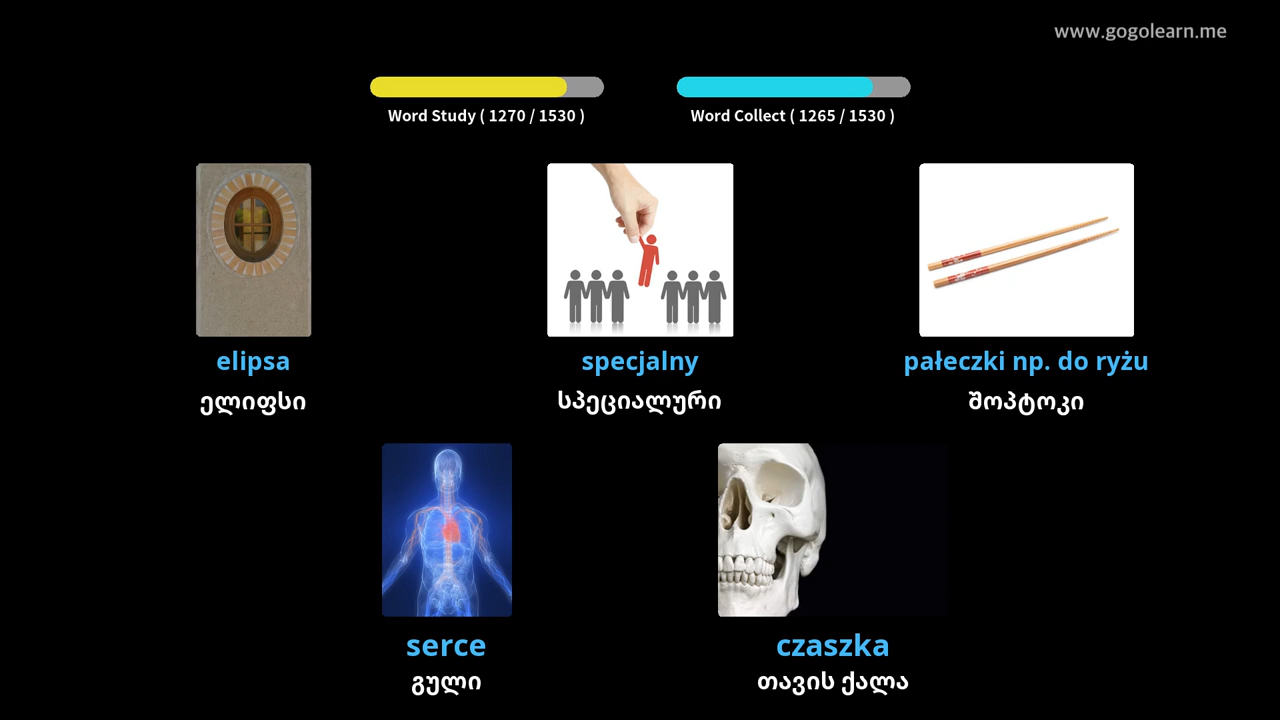 www.gogolearn.me
Word Study ( 1270 / 1530 )
Word Collect ( 1265 / 1530 )
elipsa
specjalny
pałeczki np. do ryżu
ელიფსი
სპეციალური
შოპტოკი
serce
czaszka
გული
თავის ქალა